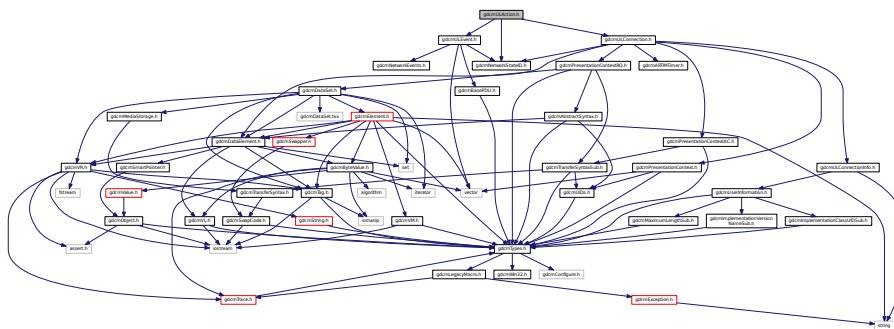 gdcmULAction.h
gdcmULEvent.h
gdcmULConnection.h
gdcmNetworkEvents.h
gdcmNetworkStateID.h
gdcmPresentationContextRQ.h
gdcmARTIMTimer.h
gdcmDataSet.h
gdcmBasePDU.h
gdcmMediaStorage.h
gdcmDataSet.txx
gdcmElement.h
gdcmAbstractSyntax.h
gdcmDataElement.h
gdcmSwapper.h
gdcmPresentationContextAC.h
gdcmVR.h
gdcmSmartPointer.h
gdcmByteValue.h
set
gdcmTransferSyntaxSub.h
gdcmPresentationContext.h
gdcmULConnectionInfo.h
fstream
gdcmValue.h
gdcmTransferSyntax.h
gdcmTag.h
algorithm
iterator
vector
gdcmUIDs.h
gdcmUserInformation.h
gdcmObject.h
gdcmVL.h
gdcmSwapCode.h
gdcmString.h
iomanip
gdcmVM.h
gdcmMaximumLengthSub.h
gdcmImplementationVersion
NameSub.h
gdcmImplementationClassUIDSub.h
assert.h
iostream
gdcmTypes.h
gdcmLegacyMacro.h
gdcmWin32.h
gdcmConfigure.h
gdcmTrace.h
gdcmException.h
string